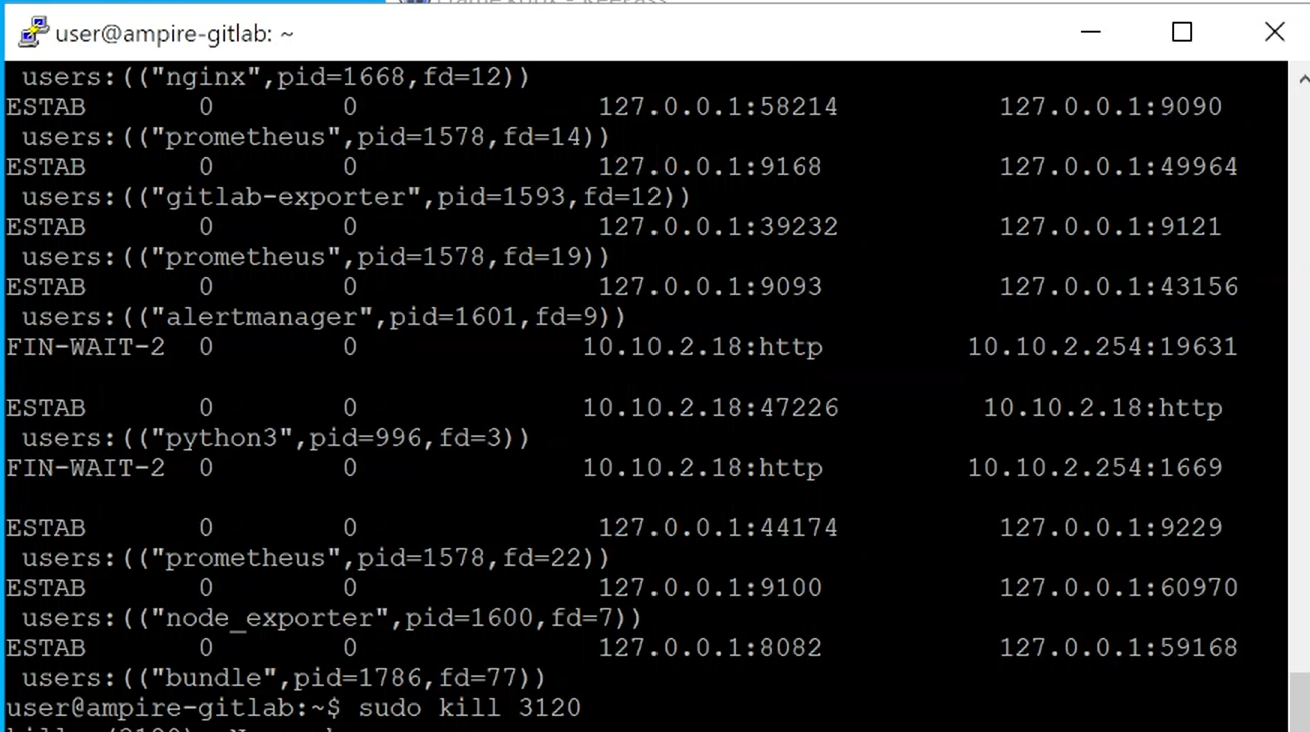 user@ampire-gitlab: ~
users:(("nginx",pid=1668,fd=12))
ESTAB 0 0 127.0.0.1:58214 127.0.0.1:9090
users:(("prometheus",pid=1578,fd=14))
ESTAB 0 0 127.0.0.1:9168 127.0.0.1:49964
users:(("gitlab-exporter",pid=1593,fd=12))
ESTAB 0 0 127.0.0.1:39232 127.0.0.1:9121
users:(("prometheus",pid=1578,fd=19))
ESTAB 0 0 127.0.0.1:9093 127.0.0.1:43156
users:(("alertmanager",pid=1601,fd=9))
FIN-WAIT-2 0 0 10.10.2.18:http 10.10.2.254:19631
ESTAB 0 0 10.10.2.18:47226 10.10.2.18:http
users:(("python3",pid=996,fd=3))
FIN-WAIT-2 0 0 10.10.2.18:http 10.10.2.254:1669
ESTAB 0 0 127.0.0.1:44174 127.0.0.1:9229
users:(("prometheus",pid=1578,fd=22))
ESTAB 0 0 127.0.0.1:9100 127.0.0.1:60970
users:(("node_exporter",pid=1600,fd=7))
ESTAB 0 0 127.0.0.1:8082 127.0.0.1:59168
users:(("bundle",pid=1786,fd=77))
user@ampire-gitlab:~$ sudo kill 3120